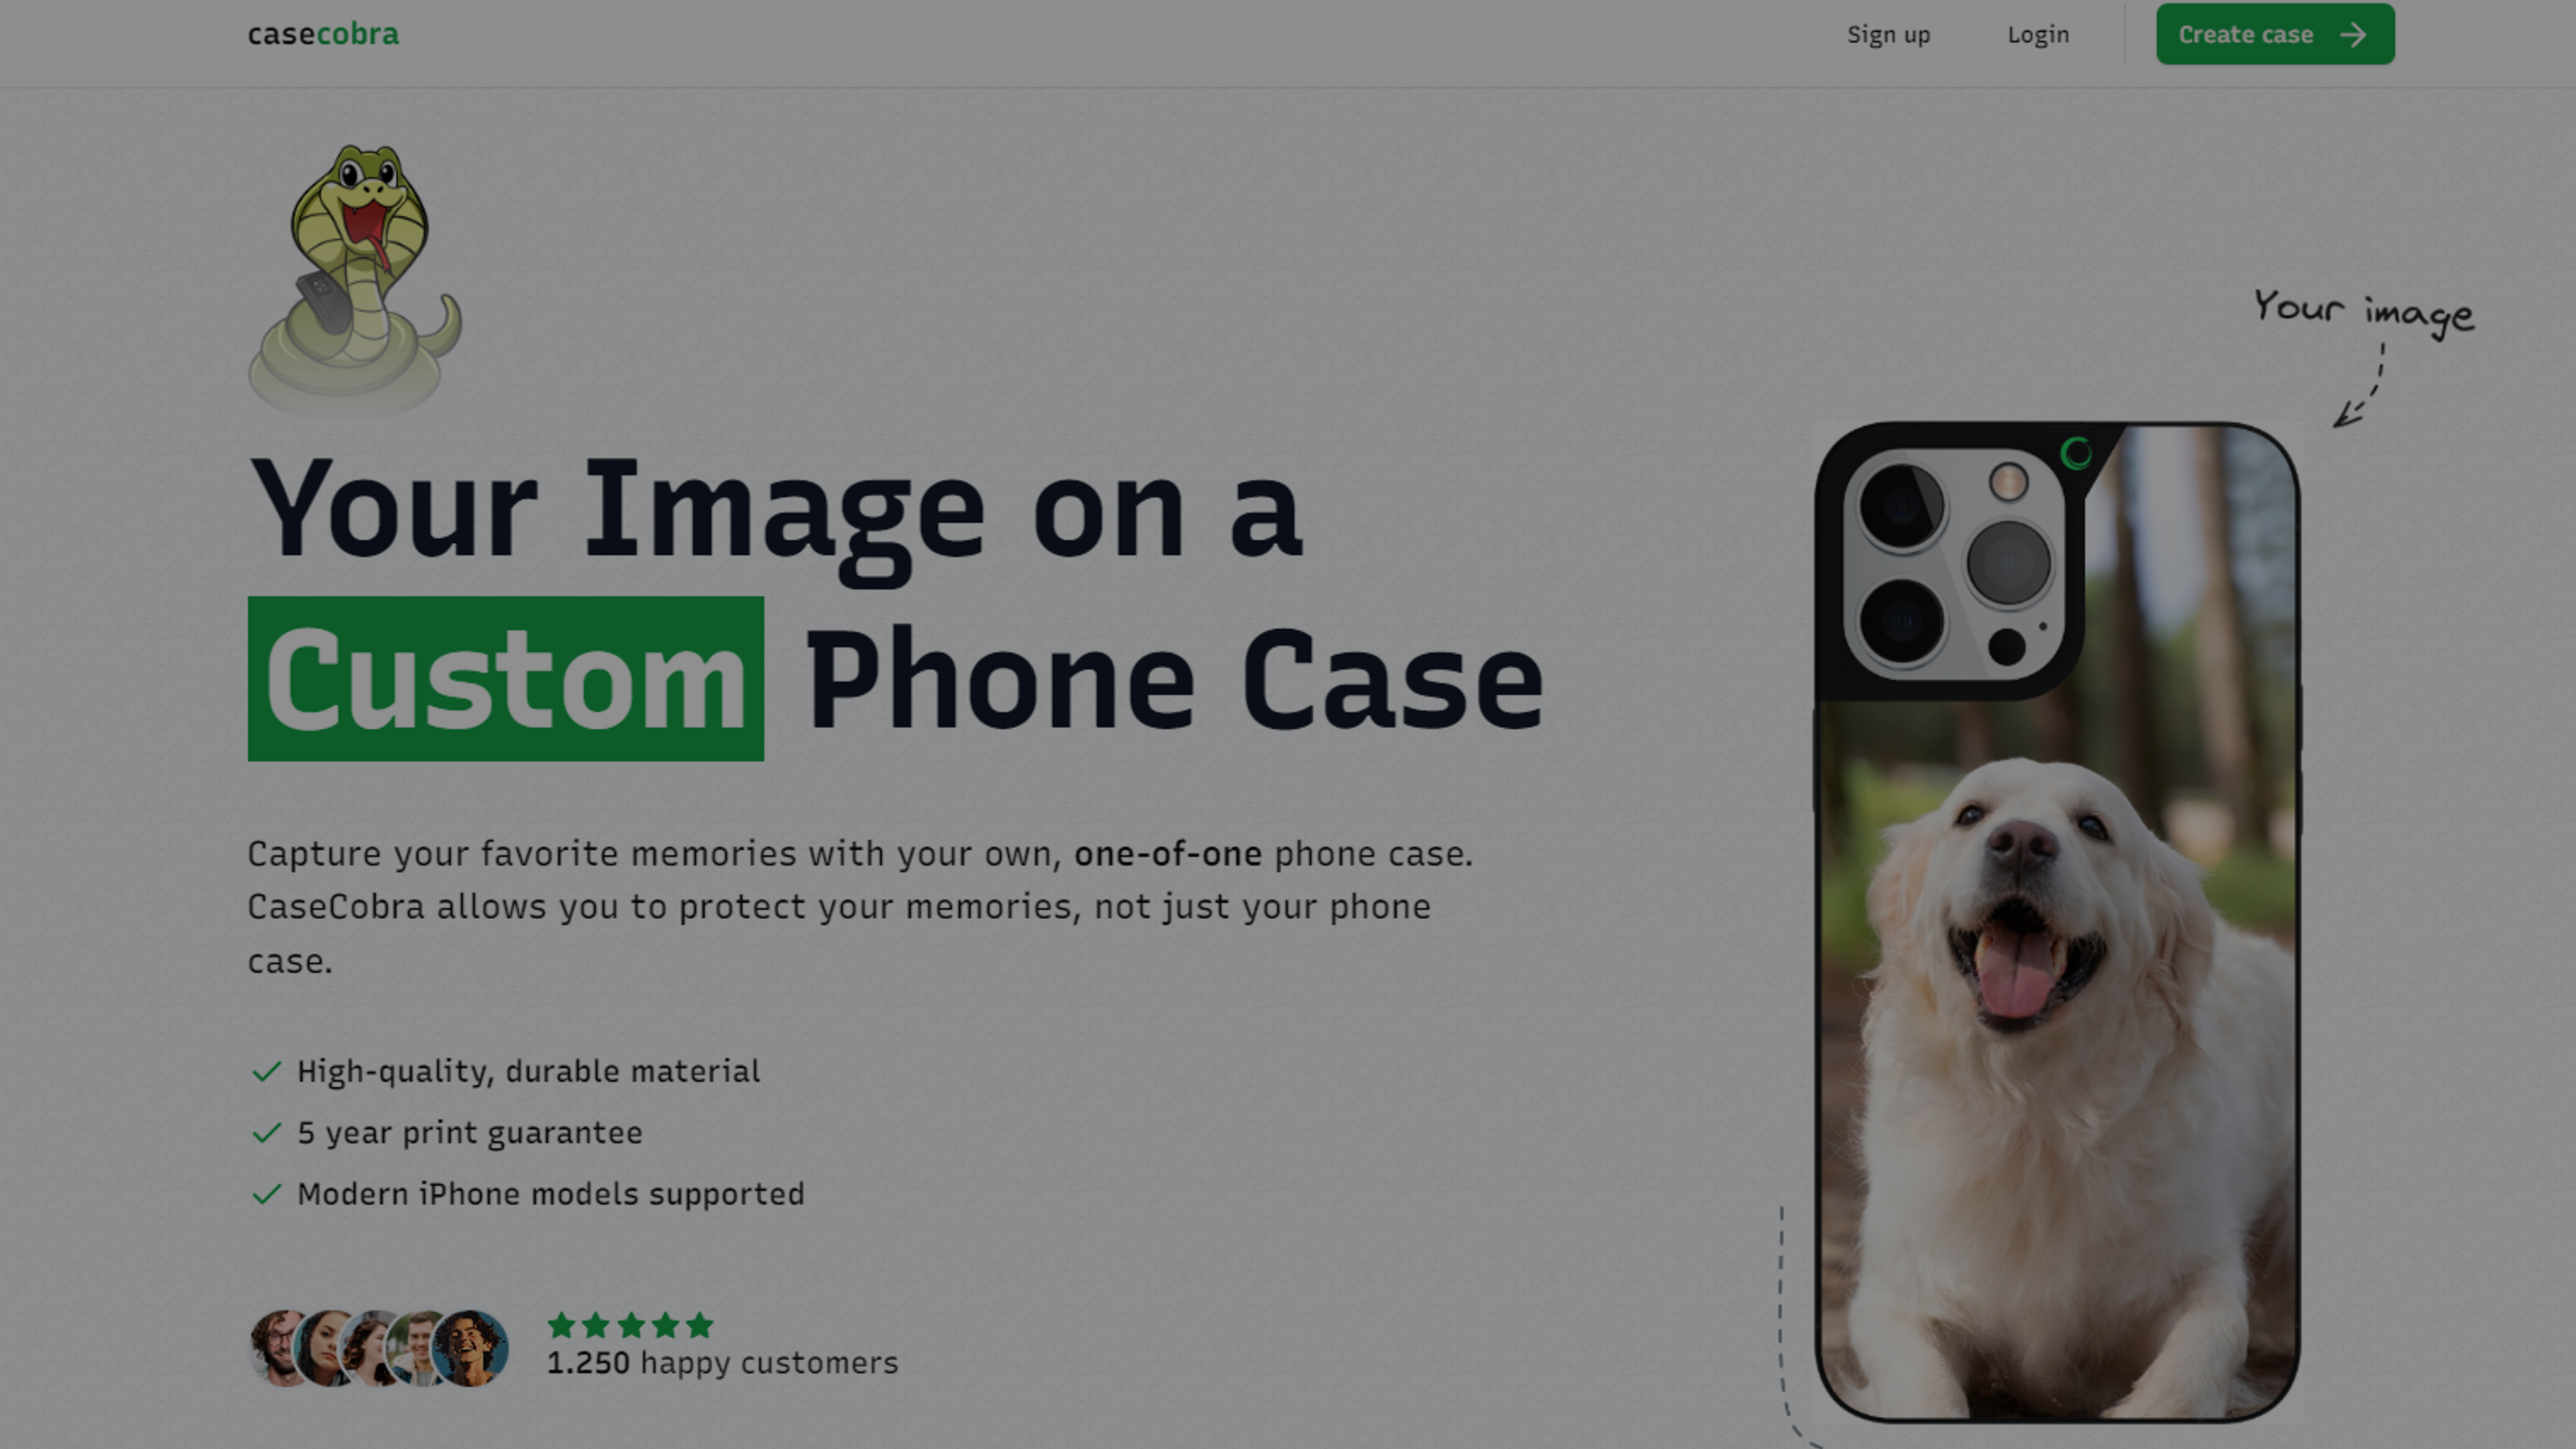 casecobra
Sign up
Login
Create case
Your image
Your Image on a
Custom Phone Case
Capture your favorite memories with your own, one-of-one phone case.
CaseCobra allows you to protect your memories, not just your phone
case.
High-quality, durable material
5 year print guarantee
Modern iPhone models supported
1.250 happy customers